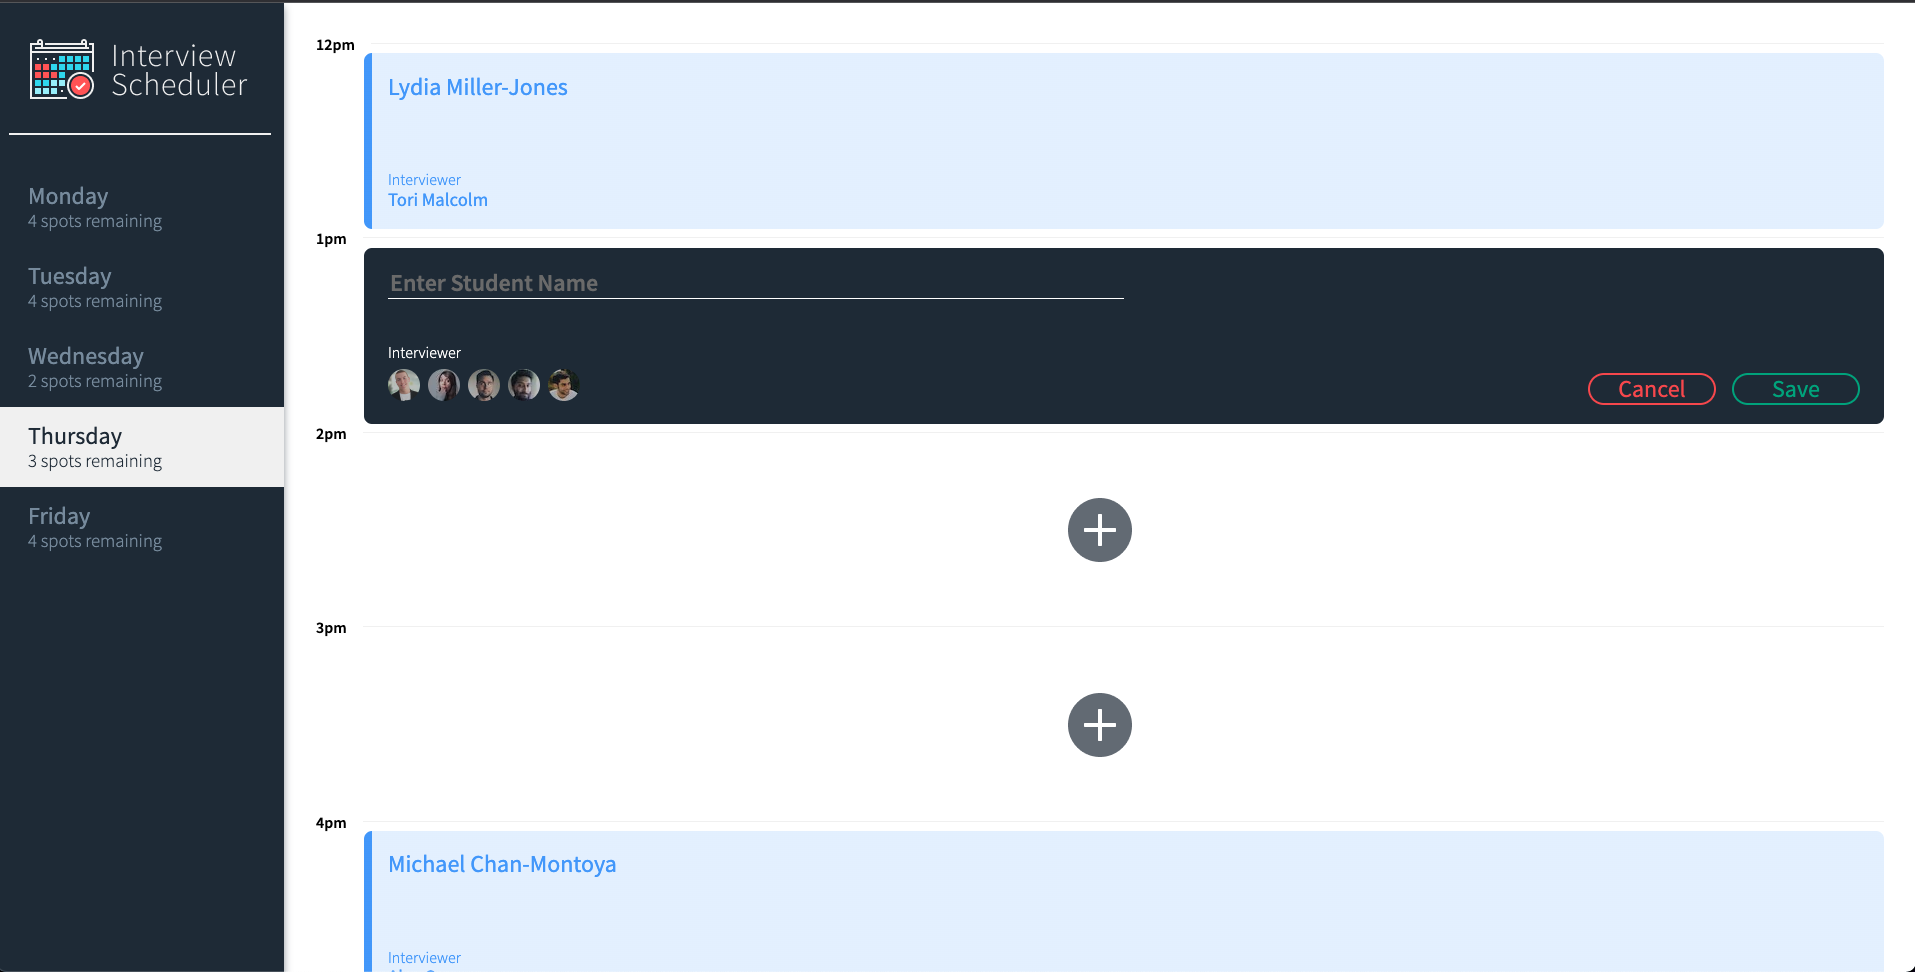 Interview
Scheduler
Monday
4 spots remaining
Tuesday
4 spots remaining
Wednesday
2 spots remaining
Thursday
3 spots remaining
Friday
4 spots remaining
12pm
Lydia Miller-Jones
Interviewer
Tori Malcolm
1pm
Enter Student Name
Interviewer
Cancel
Save
2pm
3pm
4pm
Michael Chan-Montoya
Interviewer